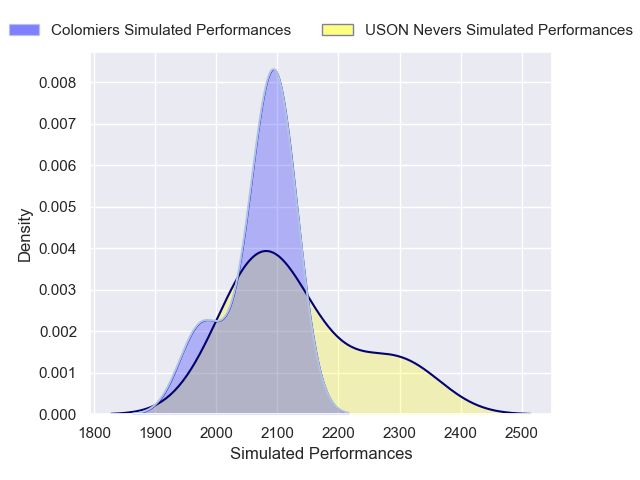 Colomiers Simulated Performances USON Nevers Simulated Performances
0.008
0.007
0.006
0.005
0.004
0.003
0.002
0.001
0.000
Density
1800 1900 2000 2100 2200 2300 2400 2500
Simulated Performances